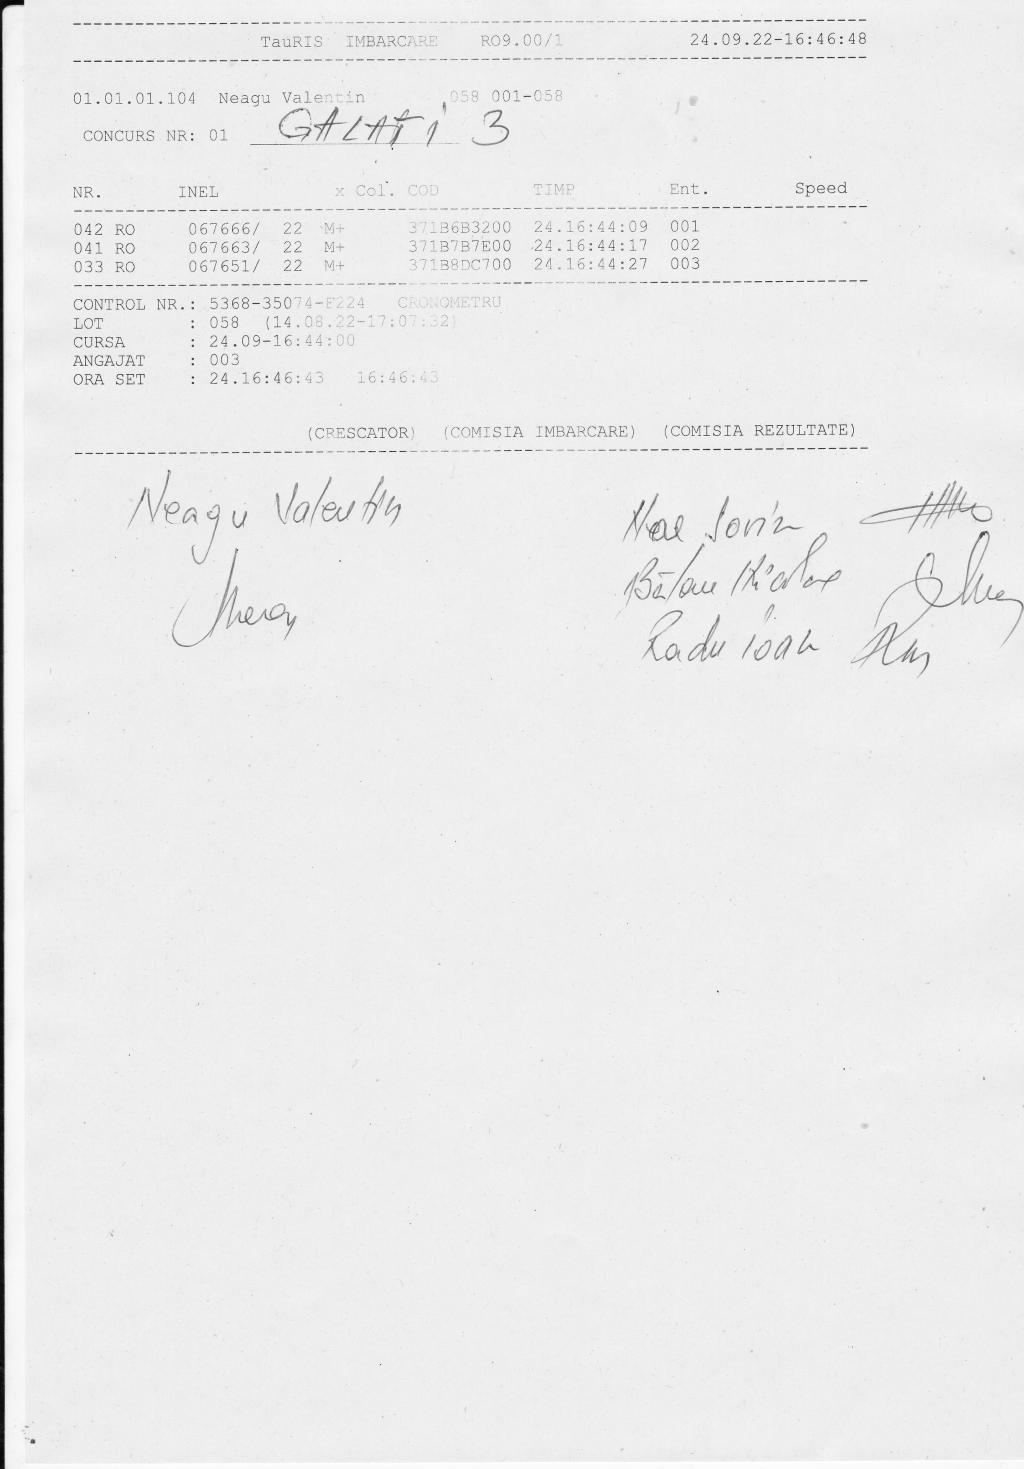 TauRIS IMBARCARE RO9.00/1 24.09.22-16:46:48
01.01.01.104 Neagu Valentin 058 001-058
CONCURS NR: 01 GALATI 3
NR. INEL x Col. COD TIMP Ent. Speed
042 RO 067666/ 22 M+ 371B6B3200 24.16:44:09 001
041 RO 067663/ 22 M+ 371B7B7E00 24.16:44:17 002
033 RO 067651/ 22 M+ 371B8DC700 24.16:44:27 003
CONTROL NR.: 5368-35074-F224 CRONOMETRU
LOT : 058 (14.08.22-17:07:32)
CURSA : 24.09-16:44:00
ANGAJAT : 003
ORA SET : 24.16:46:43 16:46:43
(CRESCATOR) (COMISIA IMBARCARE) (COMISIA REZULTATE)
Neagu Valentin
Sorin
Radu Ioan